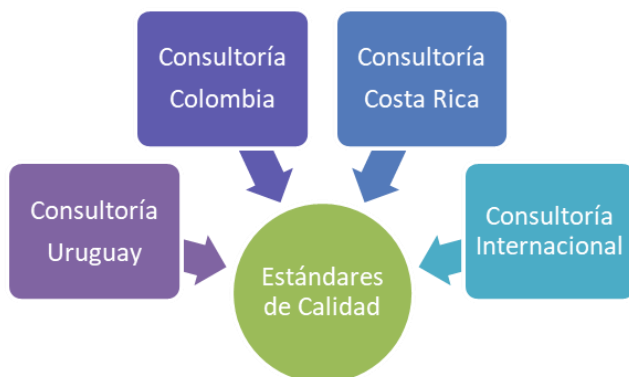 Consultoría
Colombia
Consultoría
Costa Rica
Consultoría
Uruguay
Consultoría
Internacional
Estándares
de Calidad